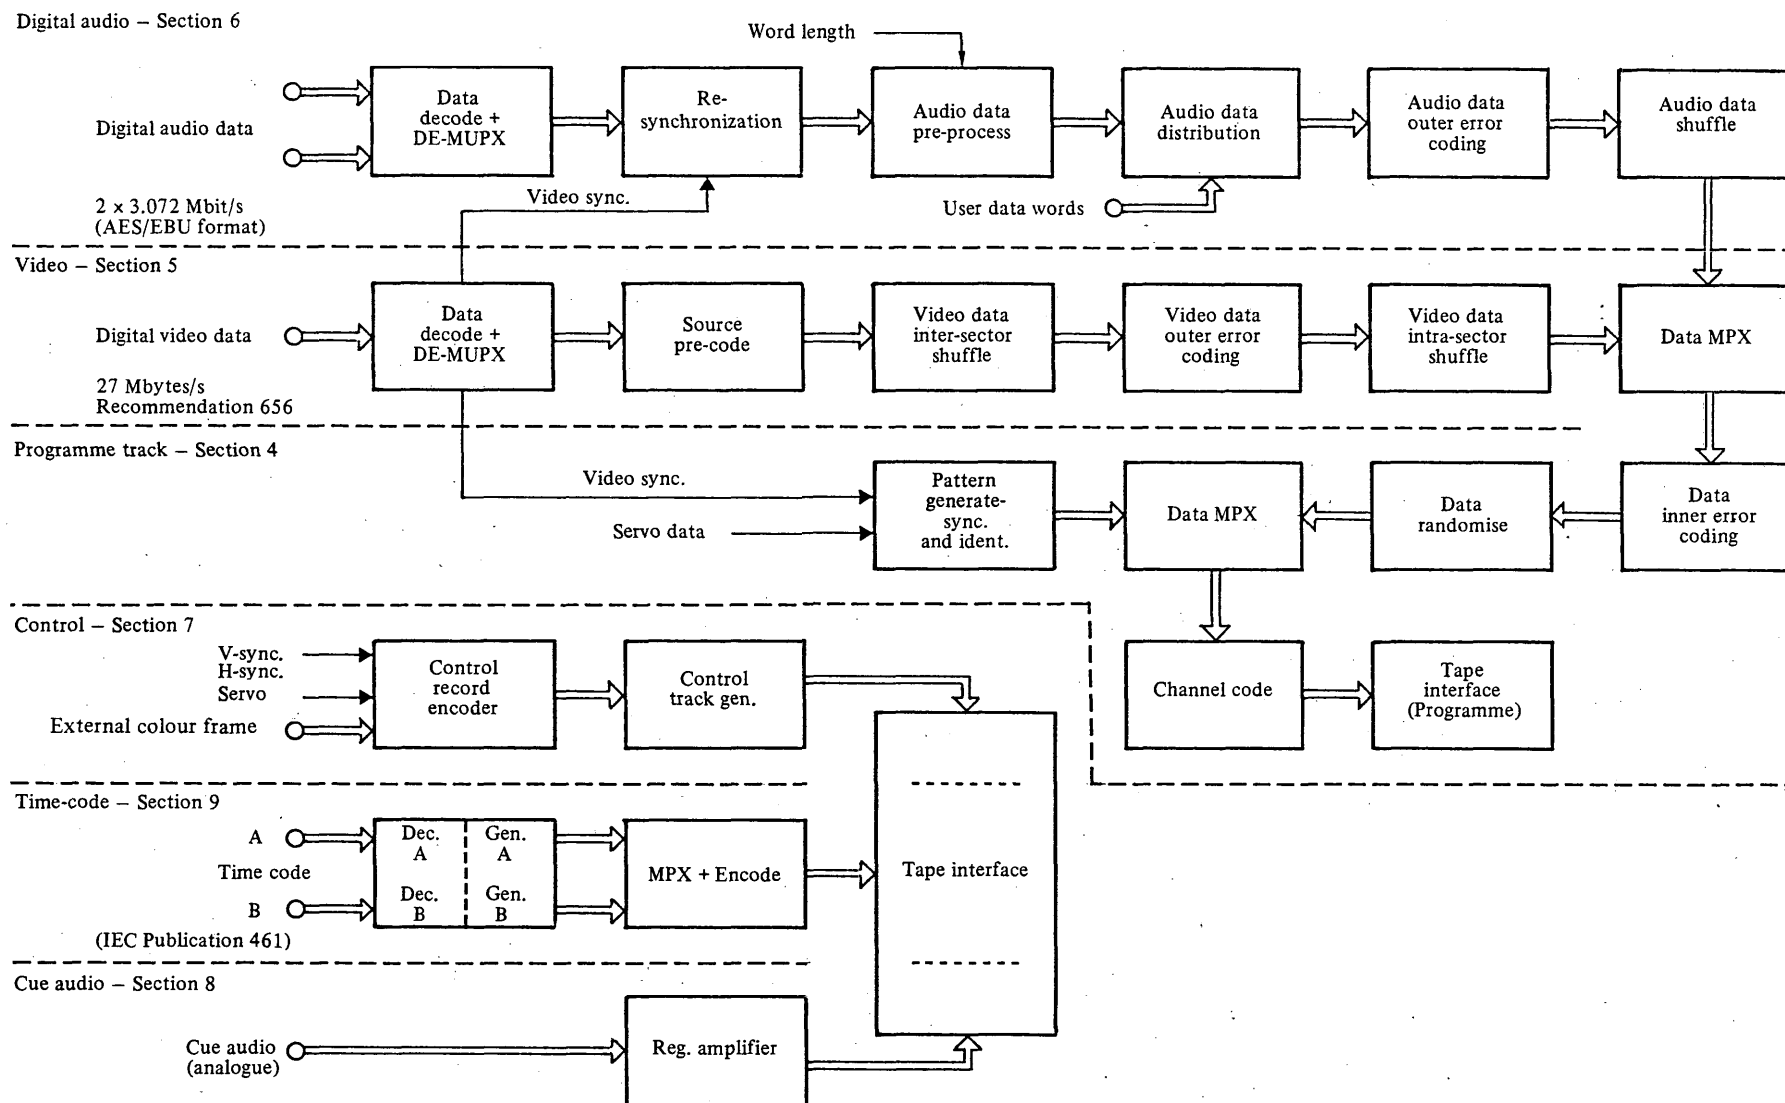 Digital audio – Section 6
Word length
Data
decode +
DE-MUPX
Re-
synchronization
Audio data
pre-process
Audio data
distribution
Audio data
outer error
coding
Audio data
shuffle
Digital audio data
2 x 3.072 Mbit/s
(AES/EBU format)
Video sync.
User data words
Video – Section 5
Digital video data
27 Mbytes/s
Recommendation 656
Data
decode +
DE-MUPX
Source
pre-code
Video data
inter-sector
shuffle
Video data
outer error
coding
Video data
intra-sector
shuffle
Data MPX
Programme track – Section 4
Video sync.
Servo data
Pattern
generate-
sync.
and ident.
Data MPX
Data
randomise
Data
inner error
coding
Control – Section 7
V-sync.
H-sync.
Servo
External colour frame
Control
record
encoder
Control
track gen.
Channel code
Tape
interface
(Programme)
Time-code – Section 9
A
Time code
B
(IEC Publication 461)
Dec.
A
Gen.
A
Dec.
B
Gen.
B
MPX + Encode
Tape interface
Cue audio – Section 8
Cue audio
(analogue)
Reg. amplifier